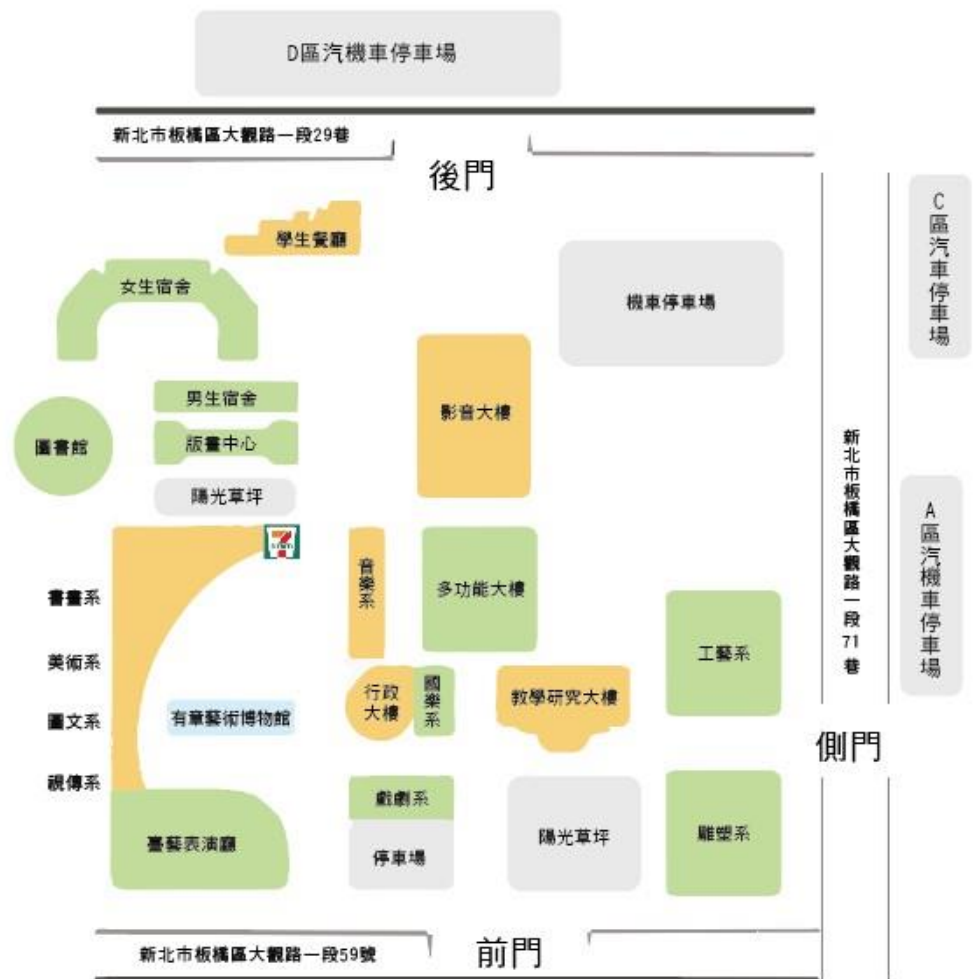 D區汽機車停車場
新北市板橋區大觀路一段29巷
後門
學生餐廳
女生宿舍
機車停車場
C區汽車停車場
男生宿舍
影音大樓
圖書館
版畫中心
陽光草坪
新北市板橋區大觀路一段71巷
A區汽機車停車場
7
音樂系
多功能大樓
書畫系
工藝系
美術系
行政
大樓
國樂系
教學研究大樓
圖文系
有章藝術博物館
側門
視傳系
戲劇系
臺藝表演廳
停車場
陽光草坪
雕塑系
新北市板橋區大觀路一段59號
前門